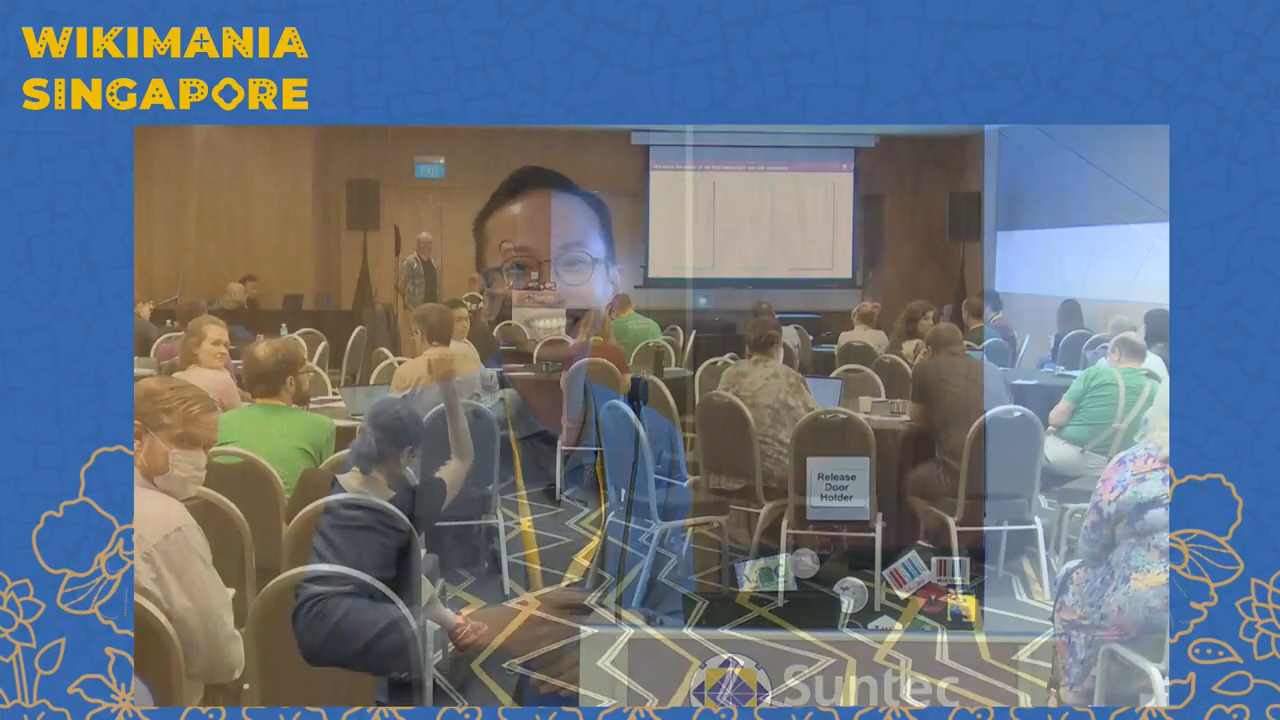 WIKIMANIA
SINGAPORE
EXIT
Release
Door
Holder
Suntec